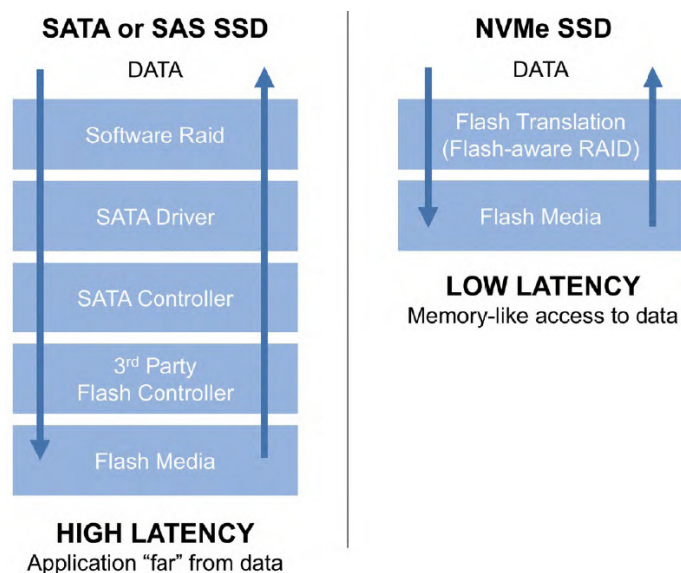 SATA or SAS SSD
DATA
Software Raid
SATA Driver
SATA Controller
3rd Party
Flash Controller
Flash Media
HIGH LATENCY
Application “far” from data
NVMe SSD
DATA
Flash Translation
(Flash-aware RAID)
Flash Media
LOW LATENCY
Memory-like access to data